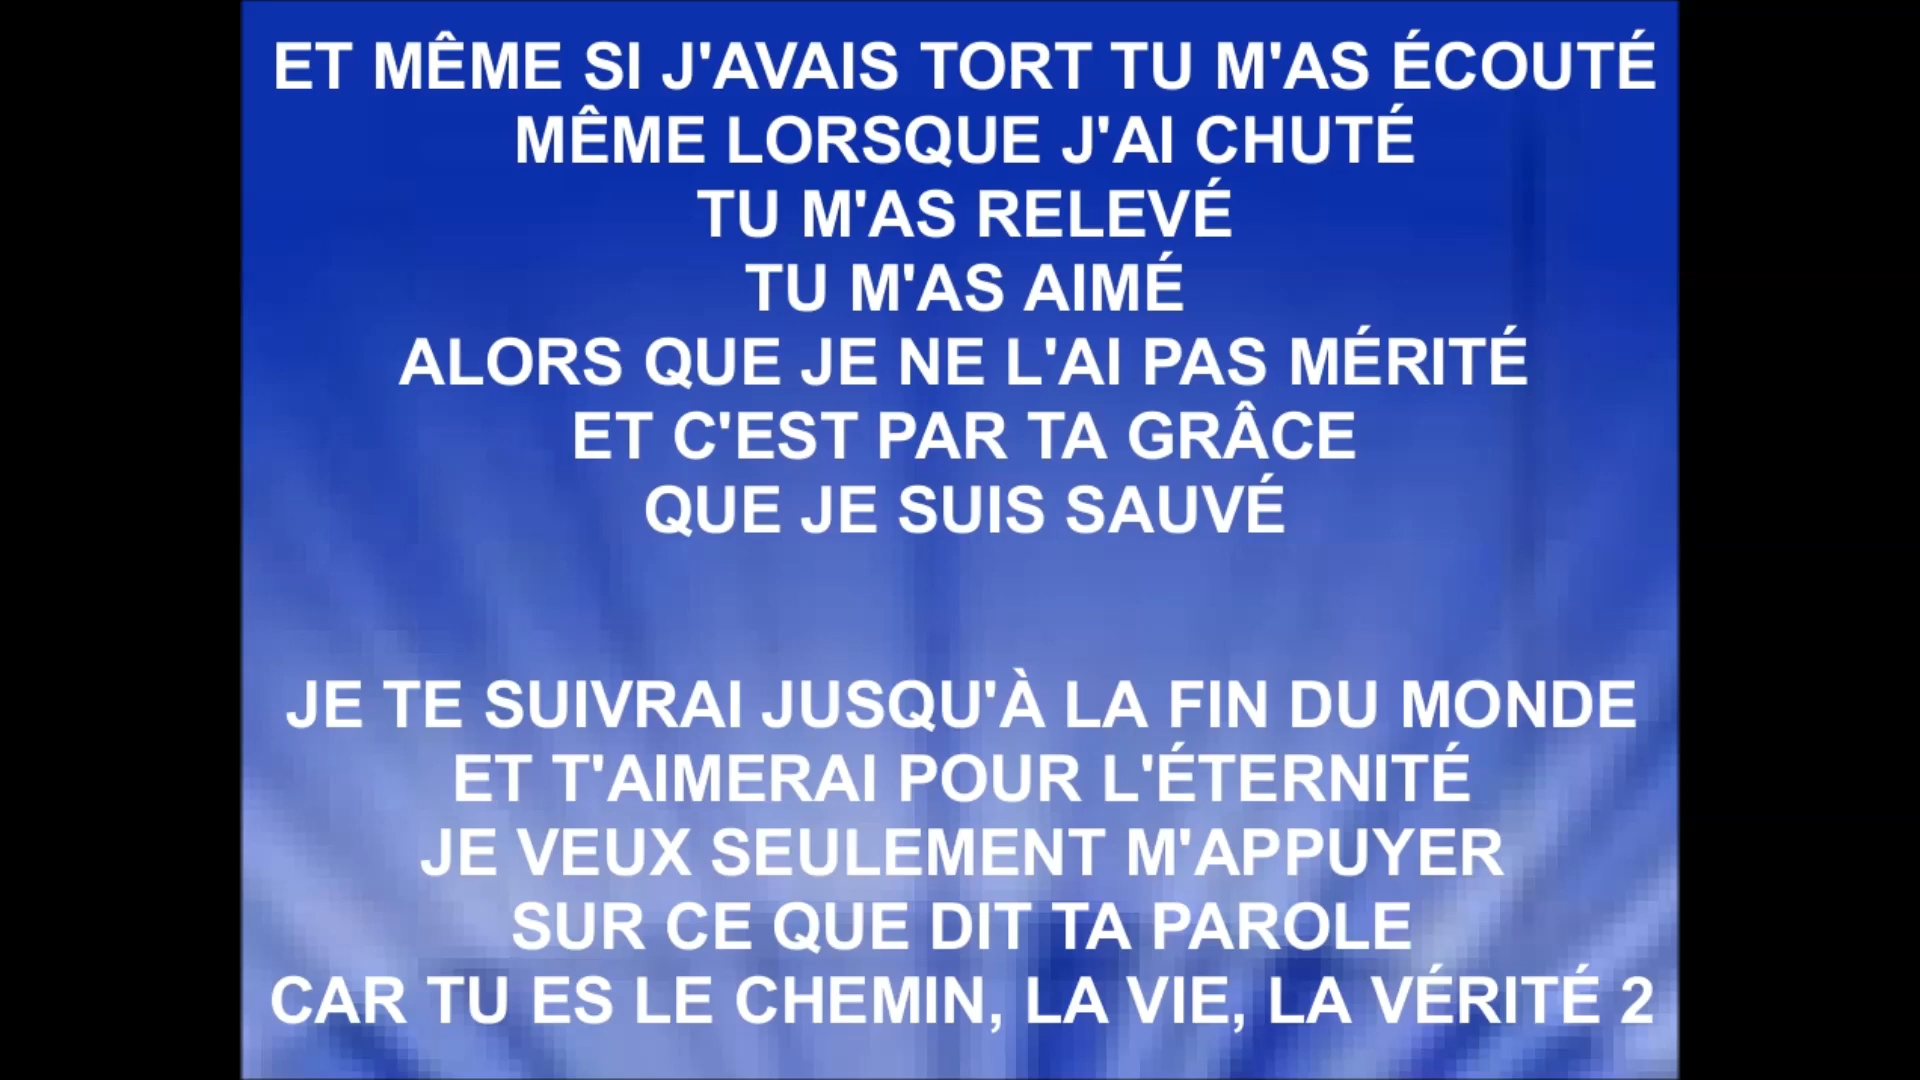 ET MÊME SI J'AVAIS TORT TU M'AS ÉCOUTÉ
MÊME LORSQUE J'AI CHUTÉ
TU M'AS RELEVÉ
TU M'AS AIMÉ
ALORS QUE JE NE L'AI PAS MÉRITÉ
ET C'EST PAR TA GRÂCE
QUE JE SUIS SAUVÉ
JE TE SUIVRAI JUSQU'À LA FIN DU MONDE
ET T'AIMERAI POUR L'ÉTERNITÉ
JE VEUX SEULEMENT M'APPUYER
SUR CE QUE DIT TA PAROLE
CAR TU ES LE CHEMIN, LA VIE, LA VÉRITÉ 2